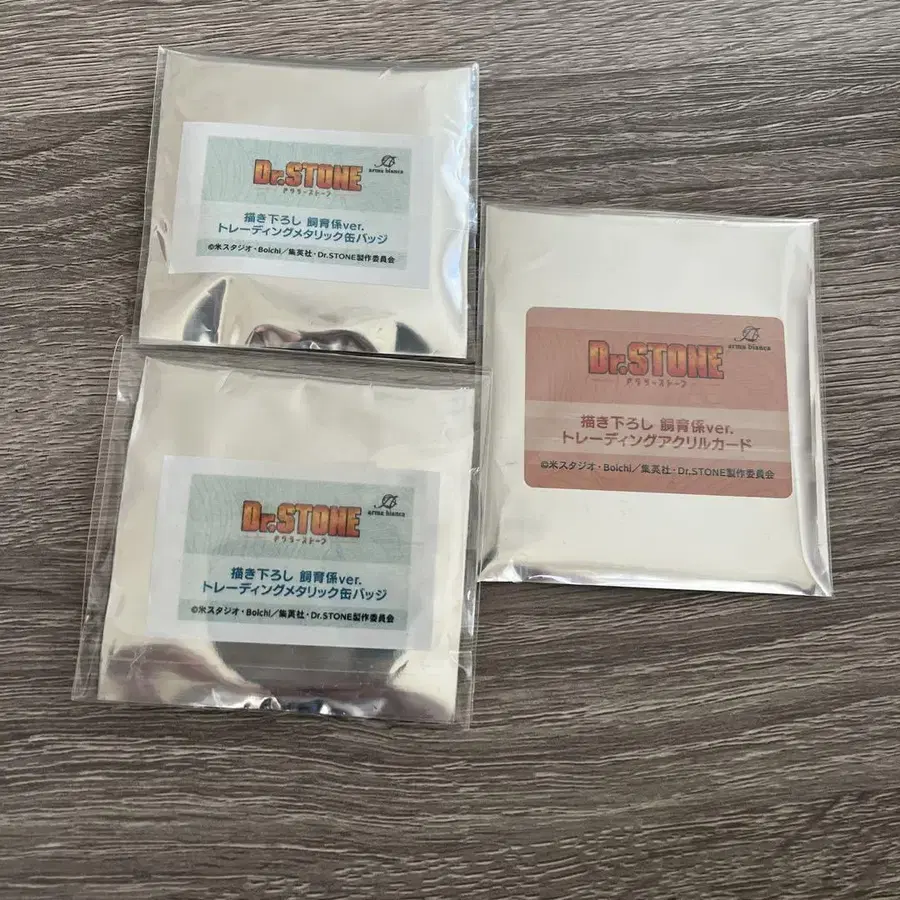 Dr.STONE
arma bianca
ドクターストーン
描き下ろし 飼育係ver.
トレーディングメタリック缶バッジ
©米スタジオ・Boichi/集英社・Dr.STONE製作委員会
Dr.STONE
arma bianca
ドクターストーン
描き下ろし 飼育係ver.
トレーディングアクリルカード
©米スタジオ・Boichi/集英社・Dr.STONE製作委員会
Dr.STONE
arma bianca
ドクターストーン
描き下ろし 飼育係ver.
トレーディングメタリック缶バッジ
©米スタジオ・Boichi/集英社・Dr.STONE製作委員会